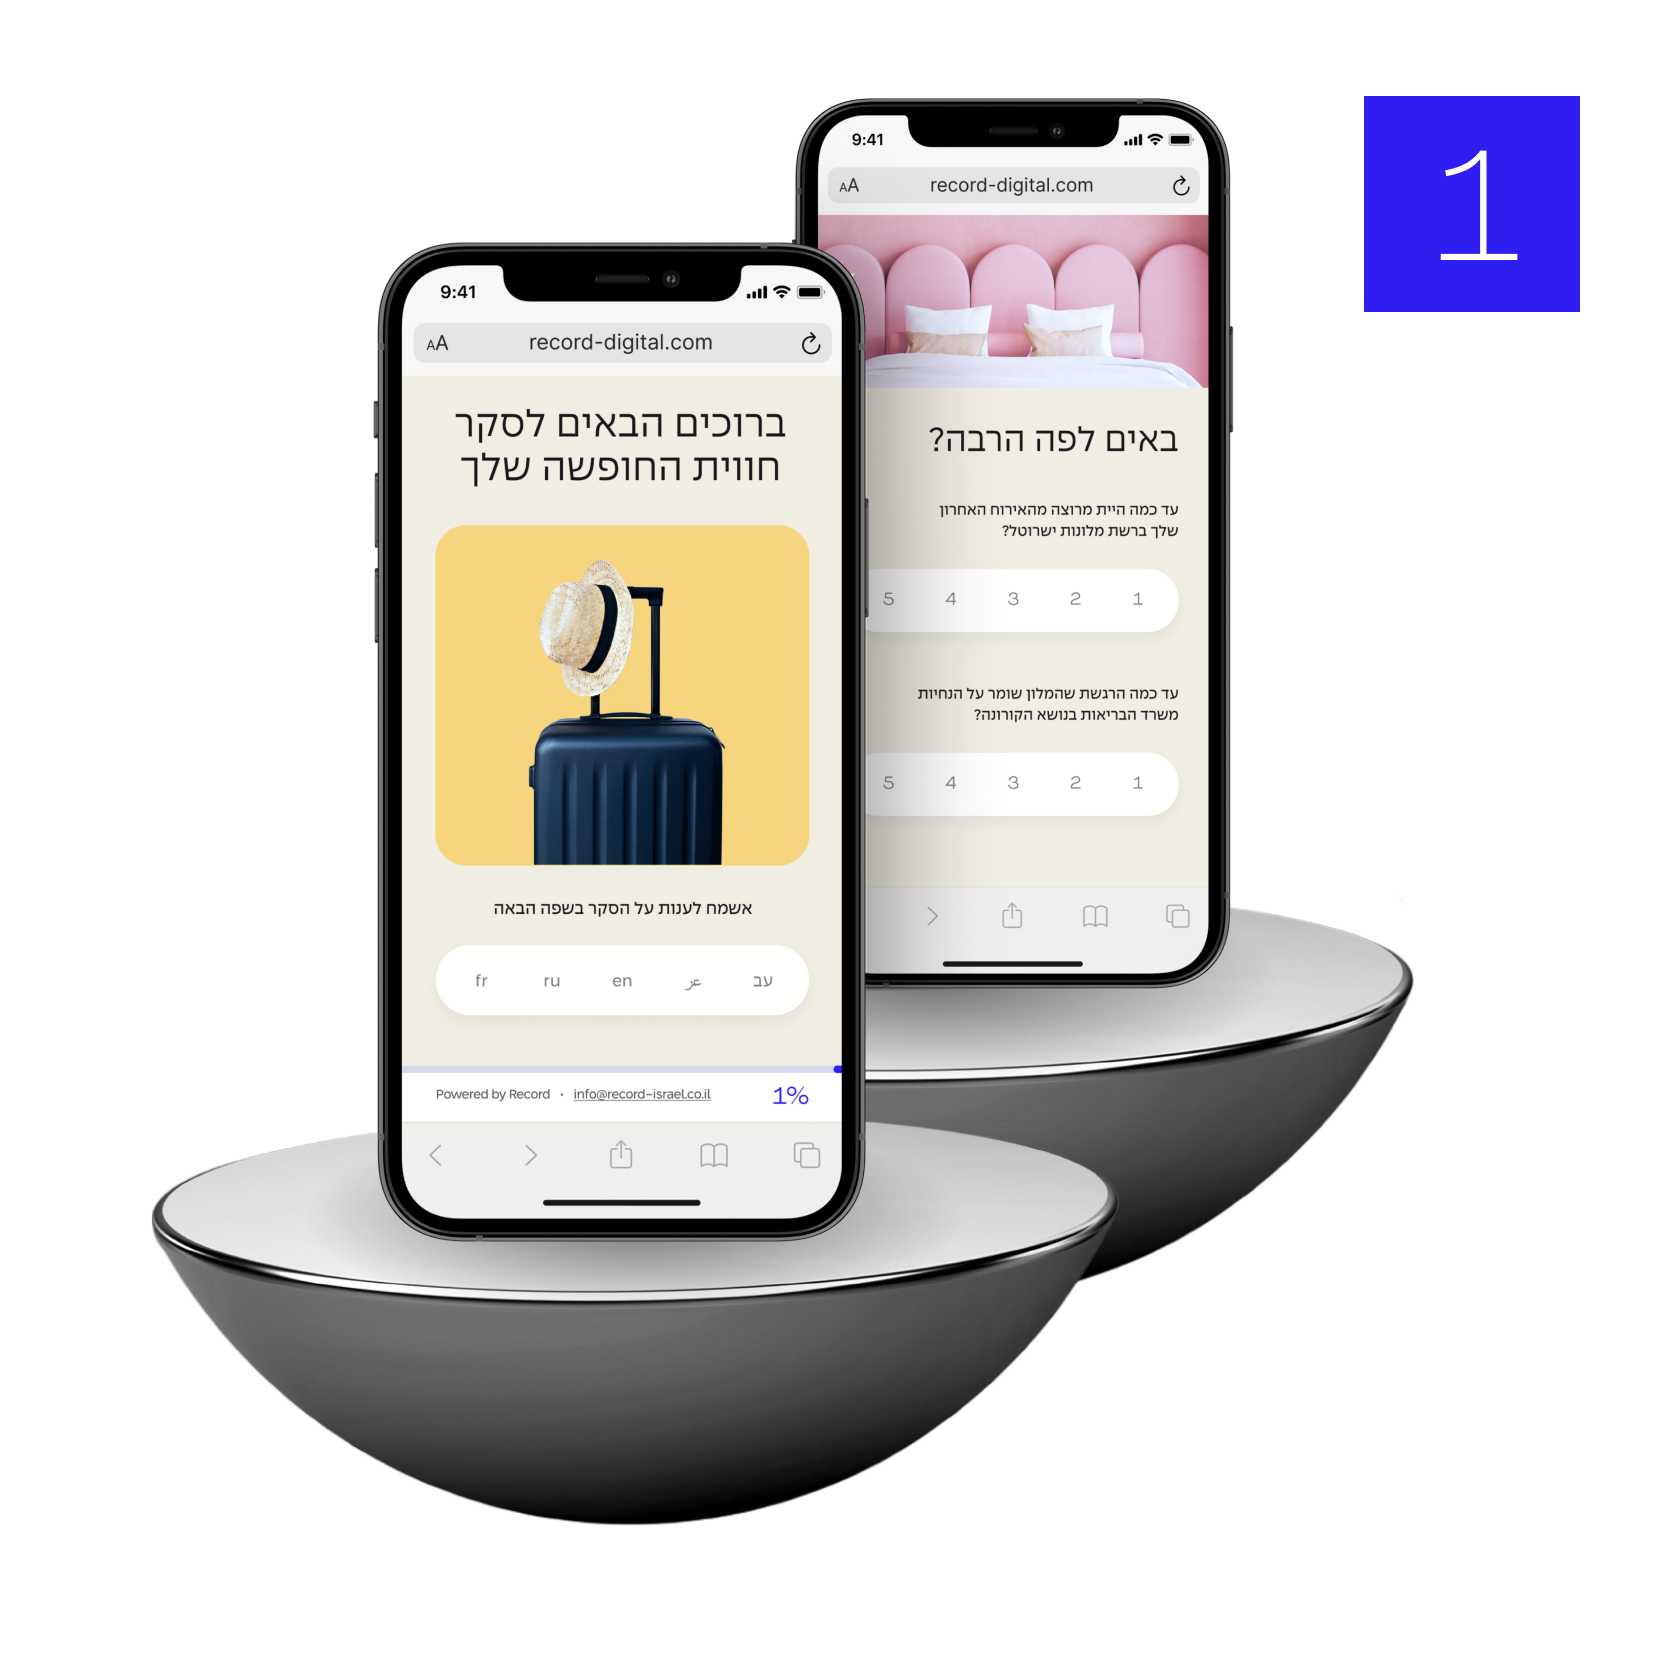 1
9:41
record-digital.com
באים לפה הרבה?
עד כמה היית מרוצה מהאירוח האחרון
שלך ברשת מלונות ישרוטל?
1 2 3 4 5
עד כמה הרגשת שהמלון שומר על הנחיות
משרד הבריאות בנושא הקורונה?
1 2 3 4 5
9:41
AA record-digital.com
ברוכים הבאים לסקר
חווית החופשה שלך
אשמח לענות על הסקר בשפה הבאה
עב عر en ru fr
Powered by Record · info@record-israel.co.il 1%